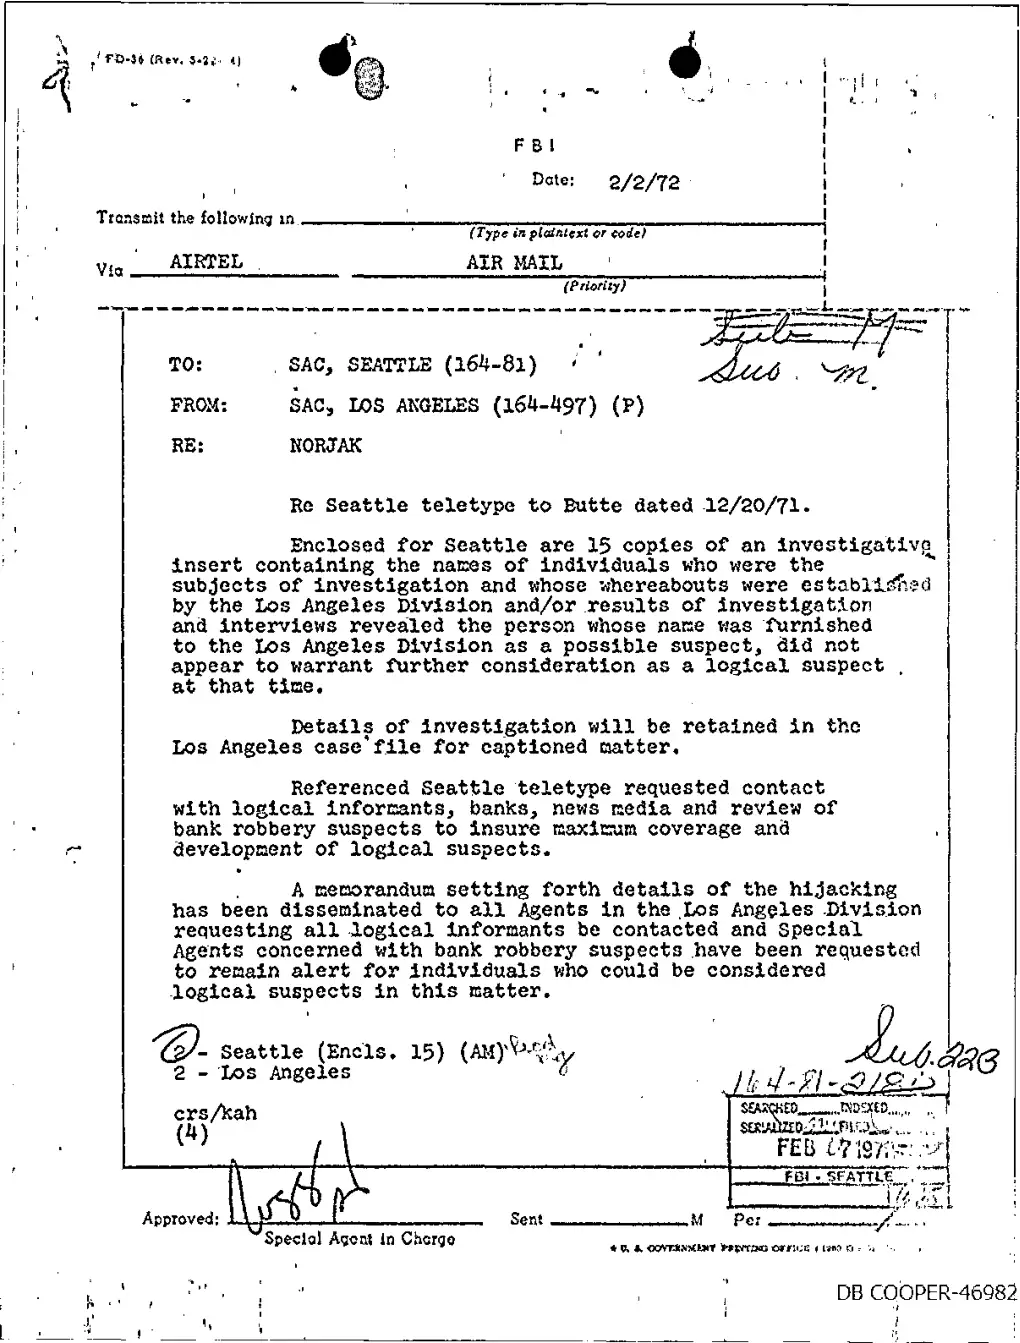 FD-36 (Rev. 5-22-
F B I
Date: 2/2/72
Transmit the following in
(Type in plaintext or code)
Via AIRTEL AIR MAIL
(Priority)
Sub M
Sub. M.
TO: SAC, SEATTLE (164-81)
FROM: SAC, LOS ANGELES (164-497) (P)
RE: NORJAK
Re Seattle teletype to Butte dated 12/20/71.
Enclosed for Seattle are 15 copies of an investigative
insert containing the names of individuals who were the
subjects of investigation and whose whereabouts were established
by the Los Angeles Division and/or results of investigation
and interviews revealed the person whose name was furnished
to the Los Angeles Division as a possible suspect, did not
appear to warrant further consideration as a logical suspect
at that time.
Details of investigation will be retained in the
Los Angeles case file for captioned matter.
Referenced Seattle teletype requested contact
with logical informants, banks, news media and review of
bank robbery suspects to insure maximum coverage and
development of logical suspects.
A memorandum setting forth details of the hijacking
has been disseminated to all Agents in the Los Angeles Division
requesting all logical informants be contacted and Special
Agents concerned with bank robbery suspects have been requested
to remain alert for individuals who could be considered
logical suspects in this matter.
2 - Seattle (Encls. 15) (AM)
2 - Los Angeles
Sub. 223
164-81-
crs/kah
(4)
SEARCHED INDEXED
SERIALIZED FILED
FEB
FBI - SEATTLE
Approved: Sent M Per
Special Agent in Charge
U. S. GOVERNMENT PRINTING OFFICE
DB COOPER-46982